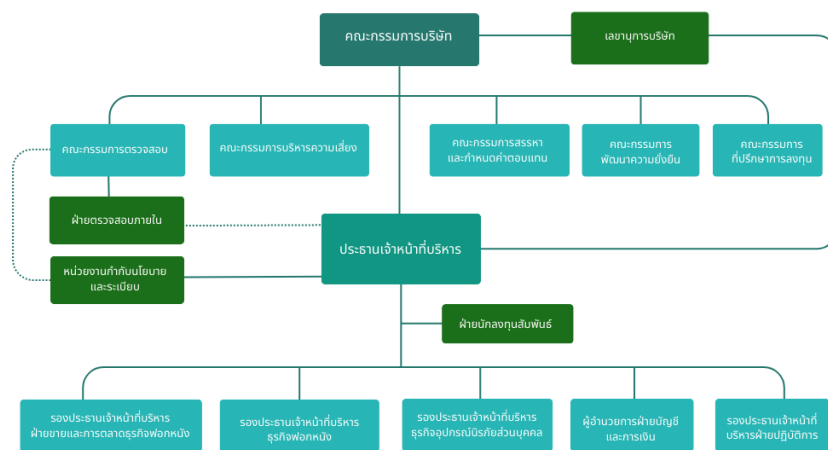 คณะกรรมการบริษัท
เลขานุการบริษัท
คณะกรรมการตรวจสอบ
คณะกรรมการบริหารความเสี่ยง
คณะกรรมการสรรหา
และกำหนดค่าตอบแทน
คณะกรรมการ
พัฒนาความยั่งยืน
คณะกรรมการ
ที่ปรึกษาการลงทุน
ฝ่ายตรวจสอบภายใน
ประธานเจ้าหน้าที่บริหาร
หน่วยงานกำกับนโยบาย
และระเบียบ
ฝ่ายนักลงทุนสัมพันธ์
รองประธานเจ้าหน้าที่บริหาร
ฝ่ายขายและการตลาดธุรกิจฟอกหนัง
รองประธานเจ้าหน้าที่บริหาร
ธุรกิจฟอกหนัง
รองประธานเจ้าหน้าที่บริหาร
ธุรกิจอุปกรณ์นิรภัยส่วนบุคคล
ผู้อำนวยการฝ่ายบัญชี
และการเงิน
รองประธานเจ้าหน้าที่
บริหารฝ่ายปฏิบัติการ